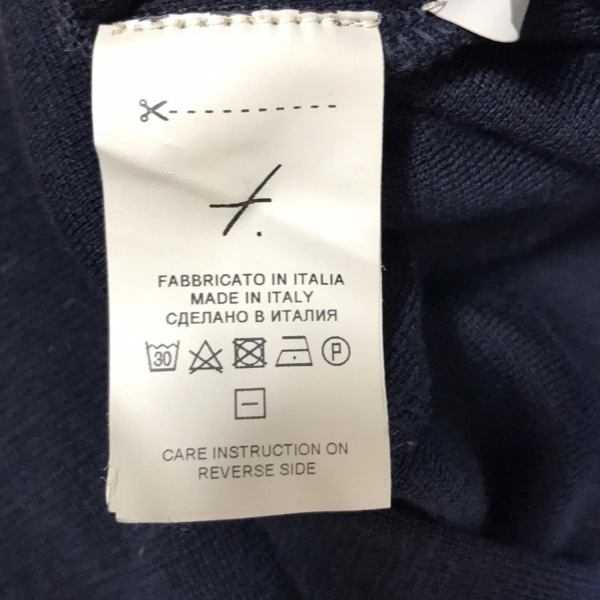 FABBRICATO IN ITALIA
MADE IN ITALY
СДЕЛАНО В ИТАЛИЯ
30 P
CARE INSTRUCTION ON
REVERSE SIDE